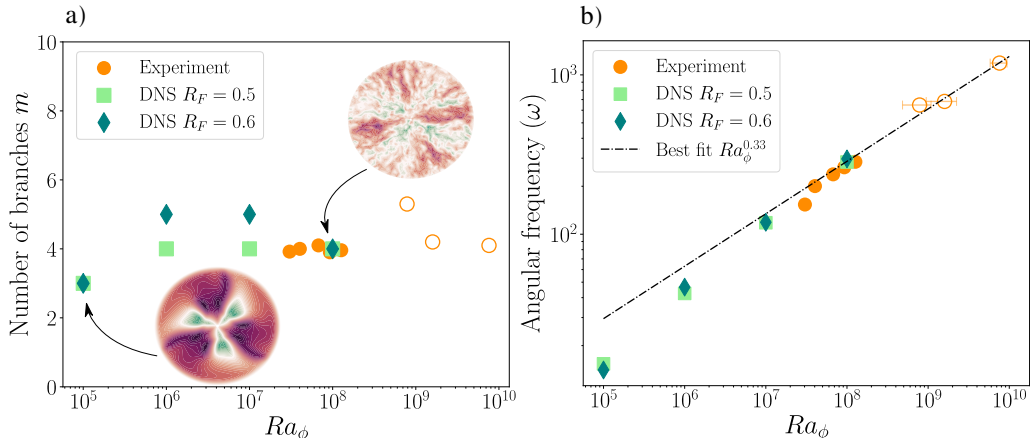 a)
10
8
6
4
2
0
Number of branches m
Experiment
DNS R_F = 0.5
DNS R_F = 0.6
10^5
10^6
10^7
10^8
10^9
10^10
Ra_ϕ
b)
10^3
10^2
Angular frequency (ω)
Experiment
DNS R_F = 0.5
DNS R_F = 0.6
Best fit Ra_ϕ^0.33
10^5
10^6
10^7
10^8
10^9
10^10
Ra_ϕ